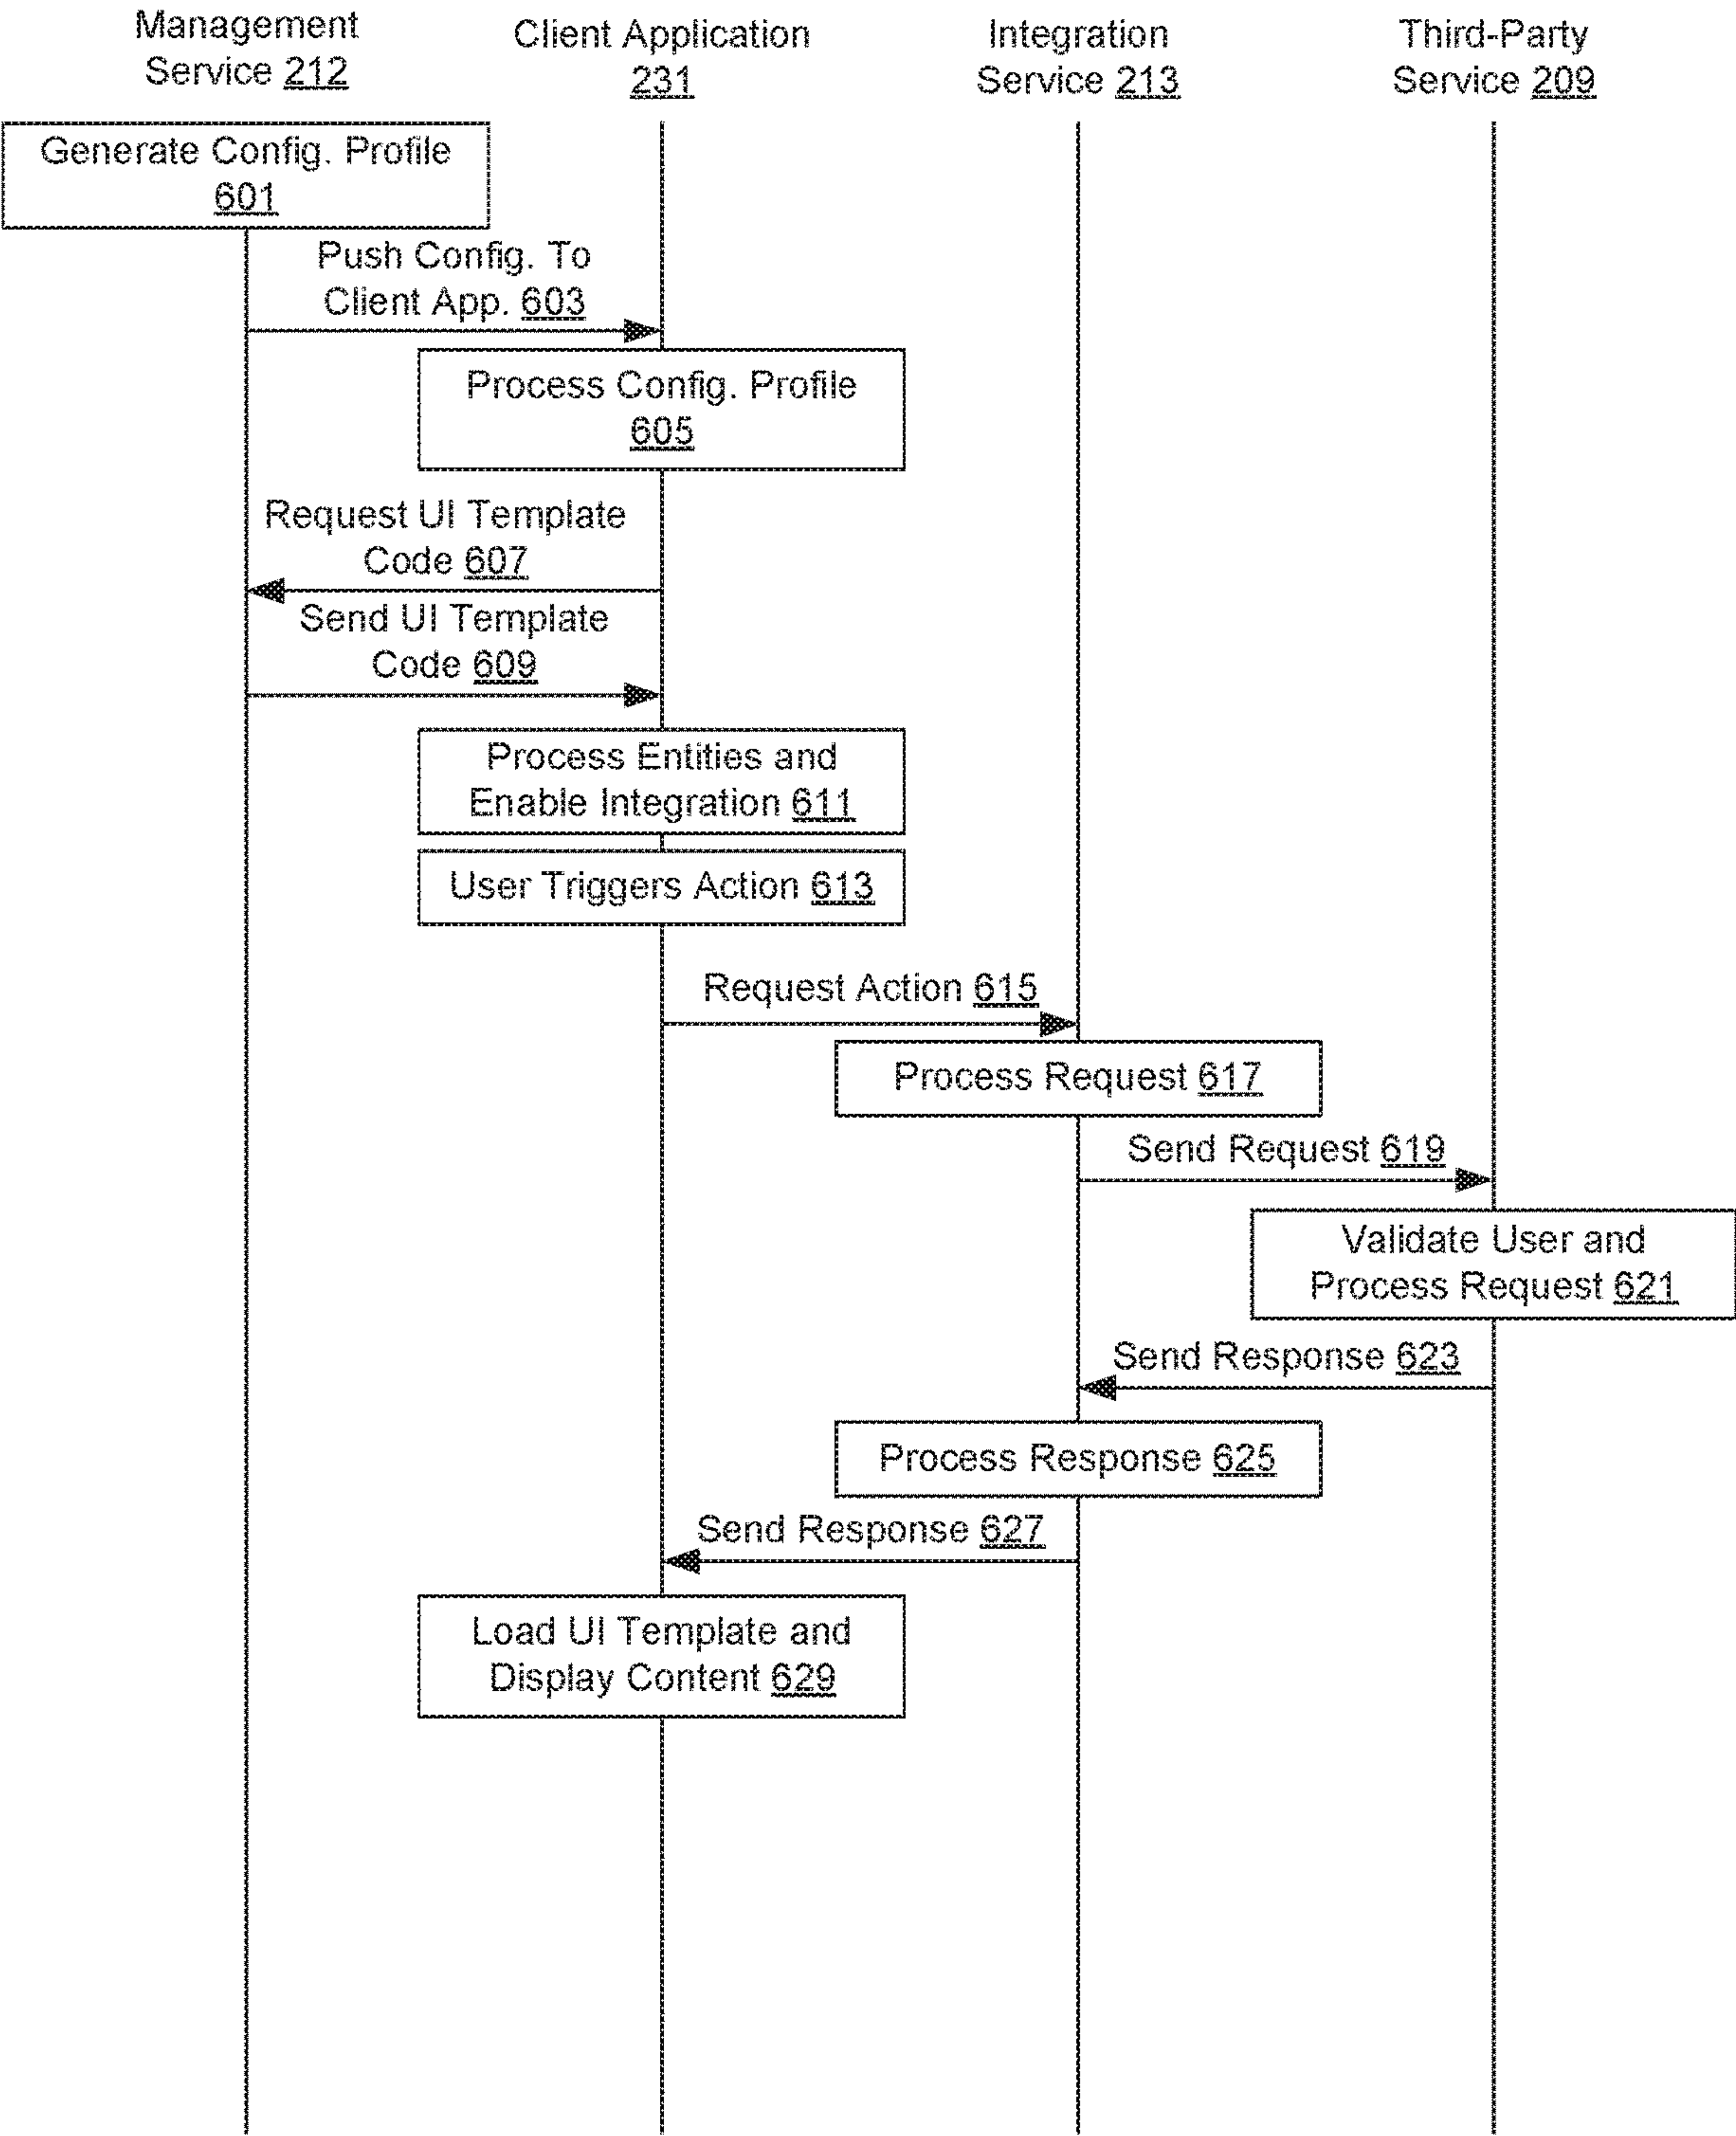 Management
Service 212
Client Application
231
Integration
Service 213
Third-Party
Service 209
Generate Config. Profile
601
Push Config. To
Client App. 603
Process Config. Profile
605
Request UI Template
Code 607
Send UI Template
Code 609
Process Entities and
Enable Integration 611
User Triggers Action 613
Request Action 615
Process Request 617
Send Request 619
Validate User and
Process Request 621
Send Response 623
Process Response 625
Send Response 627
Load UI Template and
Display Content 629